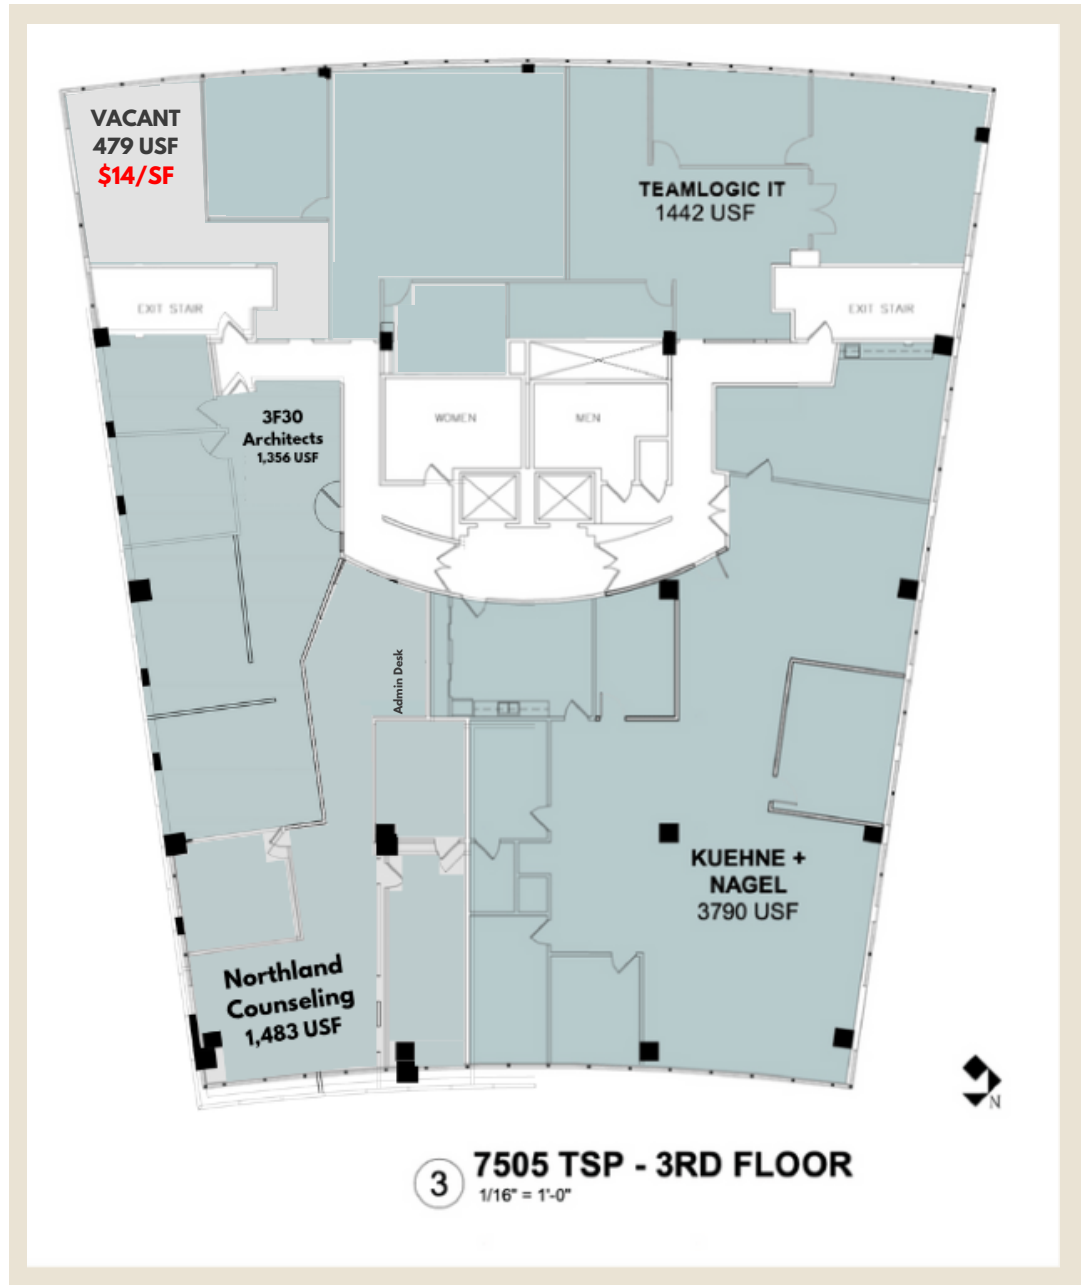 VACANT
479 USF
$14/SF
TEAMLOGIC IT
1442 USF
EXIT STAIR
EXIT STAIR
3F30
Architects
1,356 USF
WOMEN
MEN
Admin Desk
KUEHNE +
NAGEL
3790 USF
Northland
Counseling
1,483 USF
N
3
7505 TSP - 3RD FLOOR
1/16" = 1'-0"